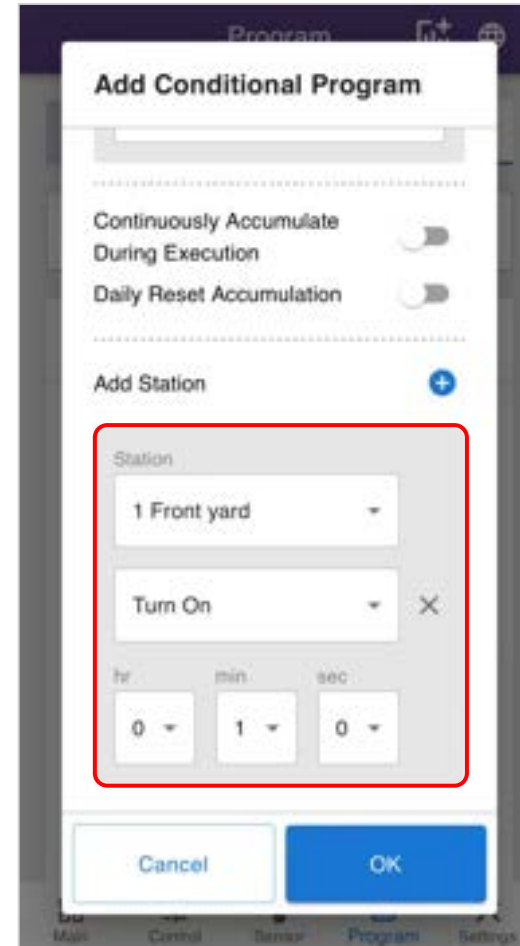 Program
Add Conditional Program
Continuously Accumulate
During Execution
Daily Reset Accumulation
Add Station
Station
1 Front yard
Turn On
hr min sec
0 1 0
Cancel OK
Main Control Sensor Program Settings